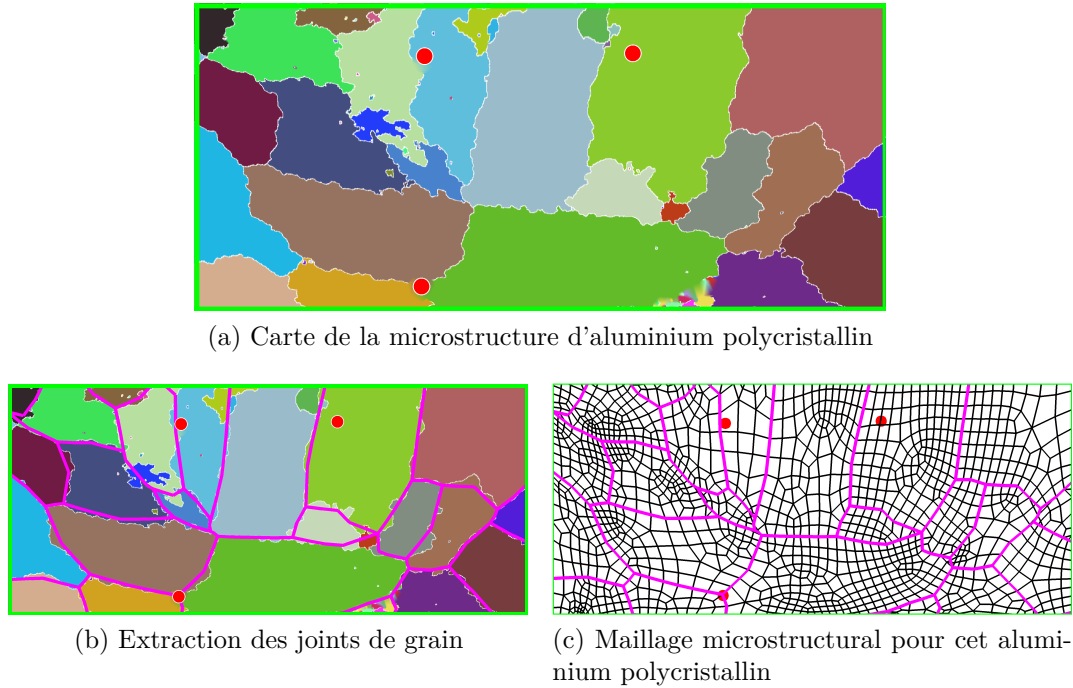 (a) Carte de la microstructure d'aluminium polycristallin
(b) Extraction des joints de grain
(c) Maillage microstructural pour cet alumi-
nium polycristallin